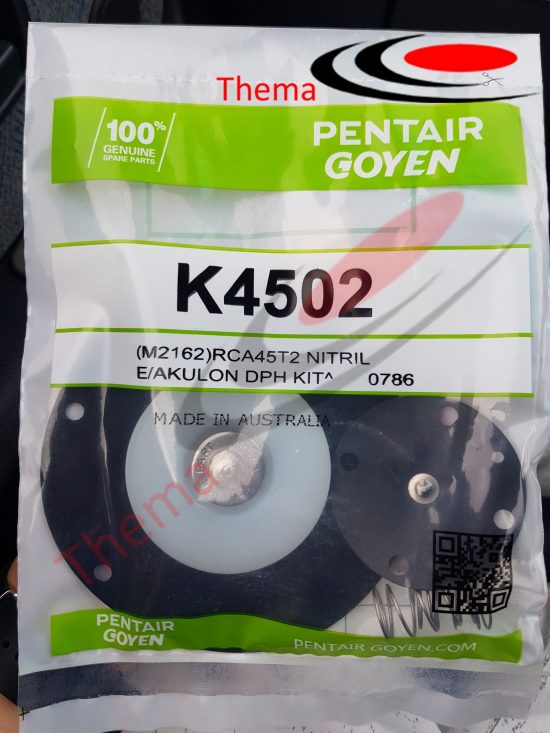 Thema
100%
GENUINE
SPARE PARTS
PENTAIR
GOYEN
K4502
(M2162)RCA45T2 NITRIL
E/AKULON DPH KIT^ 0786
MADE IN AUSTRALIA
Thema
PENTAIR
GOYEN
PENTAIR GOYEN.COM